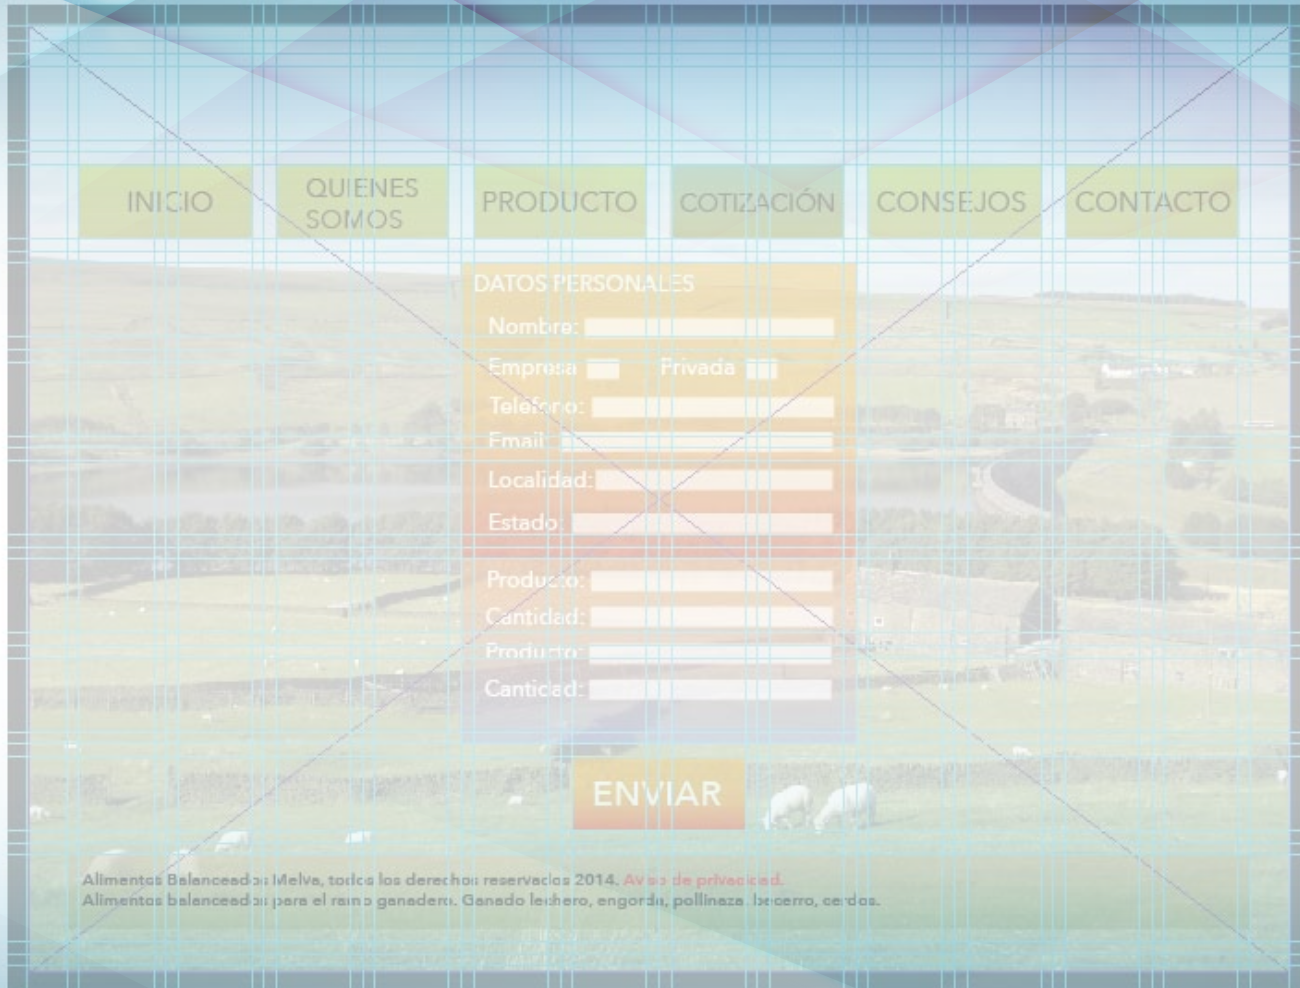 INICIO
QUIENES
SOMOS
PRODUCTO
COTIZACIÓN
CONSEJOS
CONTACTO
DATOS PERSONALES
Nombre:
Empresa Privada
Teléfono:
Email
Localidad:
Estado:
Producto:
Cantidad:
Producto:
Cantidad:
ENVIAR
Alimentos Balanceados Melva, todos los derechos reservados 2014. Aviso de privacidad.
Alimentos balanceados para el ramo ganadero. Ganado lechero, engorda, pollinaza, becerro, cerdos.